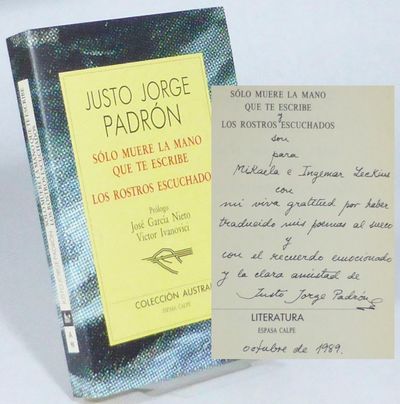 JUSTO JORGE
PADRÓN
SÓLO MUERE LA MANO
QUE TE ESCRIBE
LOS ROSTROS ESCUCHADO
Prólogo
José García Nieto
Victor Ivanovici
COLECCIÓN AUSTRAL
ESPASA CALPE
SÓLO MUERE LA MANO
QUE TE ESCRIBE
y
LOS ROSTROS ESCUCHADOS
son
para
Mikaela e Ingemar Leckius
con
mi viva gratitud por haber
traducido mis poemas al sueco
y
con el recuerdo emocionado
y la clara amistad de
Justo Jorge Padrón
LITERATURA
ESPASA CALPE
octubre de 1989.